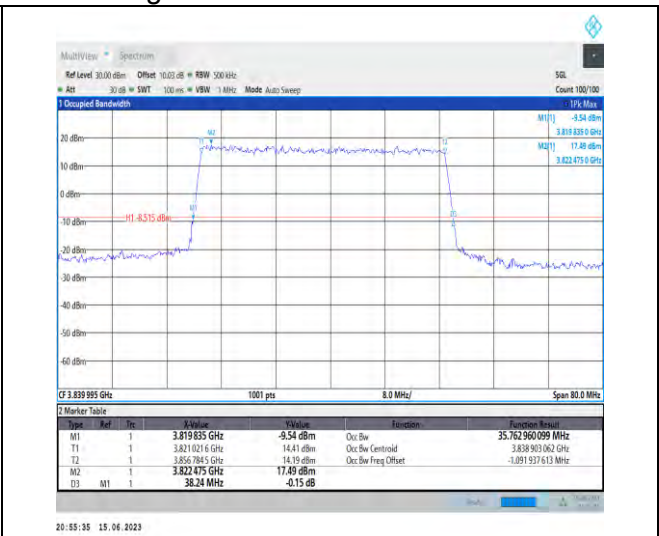 MultiView Spectrum
Ref Level 30.00 dBm Offset 10.03 dB RBW 500 kHz SGL
Att 30 dB SWT 100 ms VBW 1 MHz Mode Auto Sweep Count 100/100
1 Occupied Bandwidth 1Pk Max
M1[1] -9.54 dBm
3.819 835 0 GHz
M2[1] 17.49 dBm
3.822 475 0 GHz
20 dBm
M2
T1
T2
10 dBm
0 dBm
M1
D3
-10 dBm
H1 -8.515 dBm
-20 dBm
-30 dBm
-40 dBm
-50 dBm
-60 dBm
CF 3.839 995 GHz 1001 pts 8.0 MHz/ Span 80.0 MHz
2 Marker Table
Type Ref Trc X-Value Y-Value Function Function Result
M1 1 3.819 835 GHz -9.54 dBm Occ Bw 35.762 960 099 MHz
T1 1 3.821 021 6 GHz 14.41 dBm Occ Bw Centroid 3.838 903 062 GHz
T2 1 3.856 784 5 GHz 14.19 dBm Occ Bw Freq Offset -1.091 937 613 MHz
M2 1 3.822 475 GHz 17.49 dBm
D3 M1 1 38.24 MHz -0.15 dB
20:55:35 15.06.2023